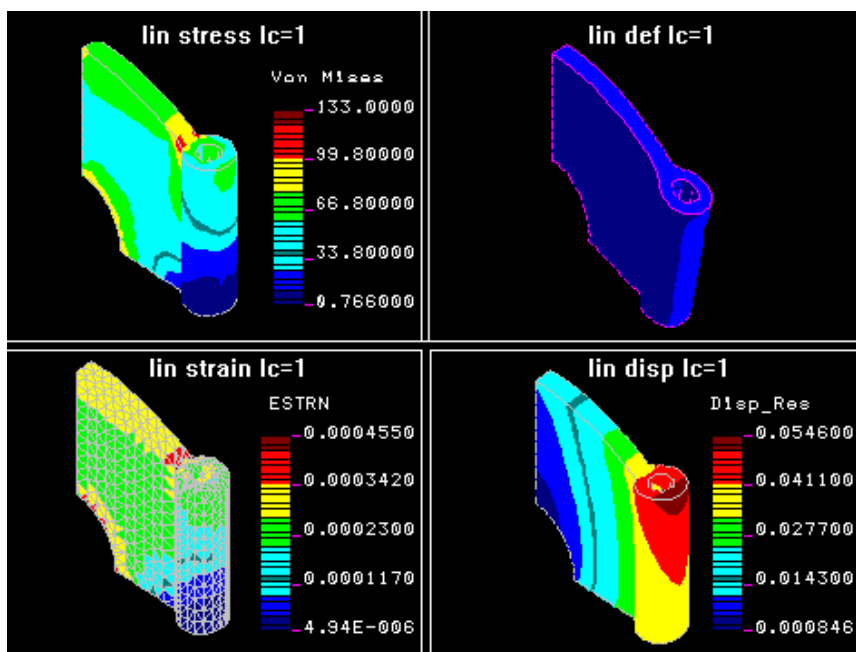 lin stress lc=1
Von Mises
133.0000
99.80000
66.80000
33.80000
0.766000
lin def lc=1
lin strain lc=1
ESTRN
0.0004550
0.0003420
0.0002300
0.0001170
4.94E-006
lin disp lc=1
Disp_Res
0.054600
0.041100
0.027700
0.014300
0.000846